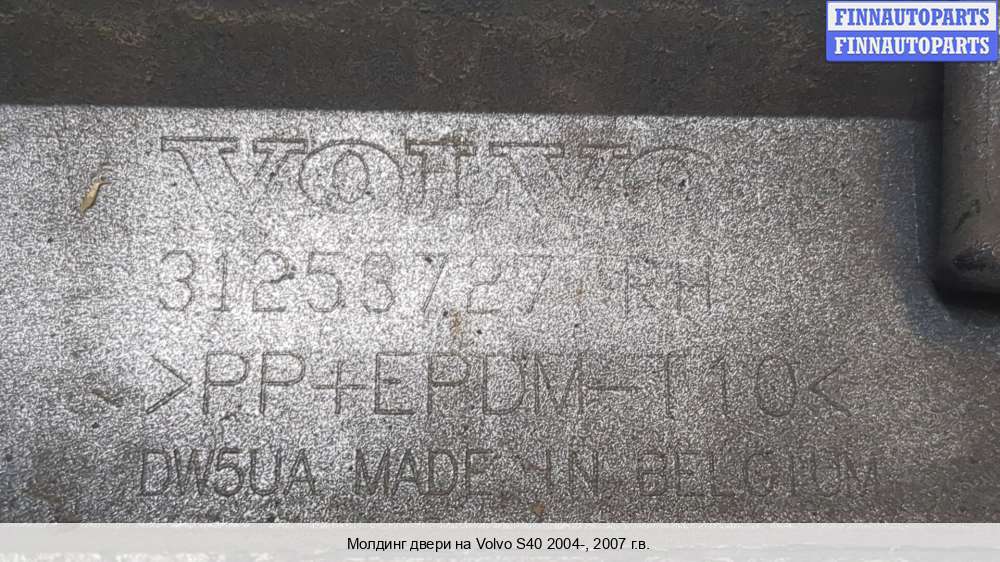 FINNAUTOPARTS
FINNAUTOPARTS
VOLVO
31253727 RH
>PP+EPDM-T10<
DW5UA MADE IN BELGIUM
Молдинг двери на Volvo S40 2004-, 2007 г.в.